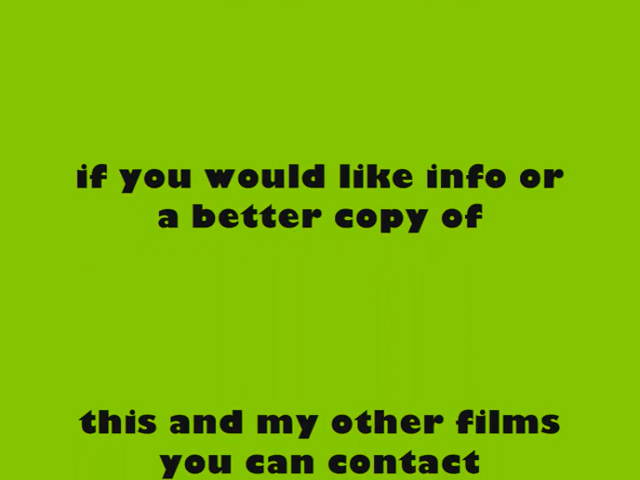 if you would like info or
a better copy of
this and my other films
you can contact